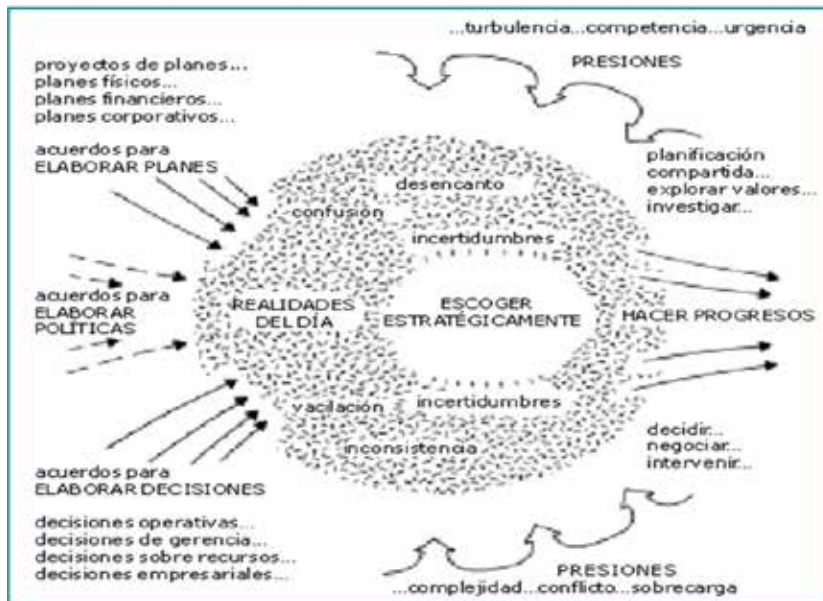 ...turbulencia...competencia...urgencia
PRESIONES
proyectos de planes...
planes físicos...
planes financieros...
planes corporativos...
acuerdos para
ELABORAR PLANES
planificación
compartida...
explorar valores...
investigar...
desencanto
confusión
incertidumbres
acuerdos para
ELABORAR
POLÍTICAS
REALIDADES
DEL DÍA
ESCOGER
ESTRATÉGICAMENTE
HACER PROGRESOS
vacilación
incertidumbres
inconsistencia
decidir...
negociar...
intervenir...
acuerdos para
ELABORAR DECISIONES
decisiones operativas...
decisiones de gerencia...
decisiones sobre recursos...
decisiones empresariales...
PRESIONES
...complejidad...conflicto...sobrecarga